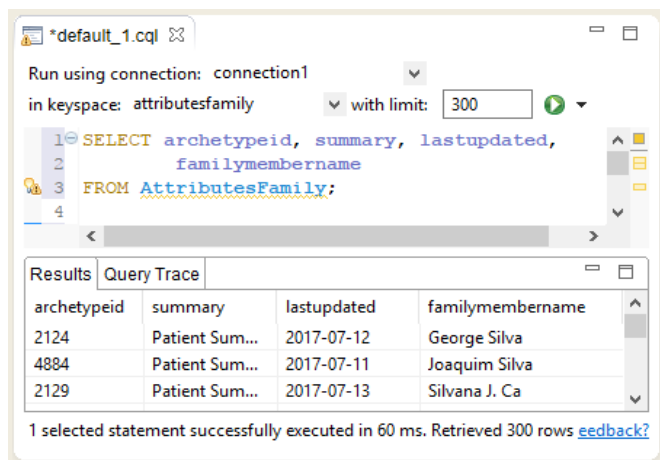 *default_1.cql
Run using connection: connection1
in keyspace: attributesfamily with limit: 300
1 SELECT archetypeid, summary, lastupdated,
2 familymembername
3 FROM AttributesFamily;
4
Results Query Trace
archetypeid summary lastupdated familymembername
2124 Patient Sum... 2017-07-12 George Silva
4884 Patient Sum... 2017-07-11 Joaquim Silva
2129 Patient Sum... 2017-07-13 Silvana J. Ca
1 selected statement successfully executed in 60 ms. Retrieved 300 rows eedback?